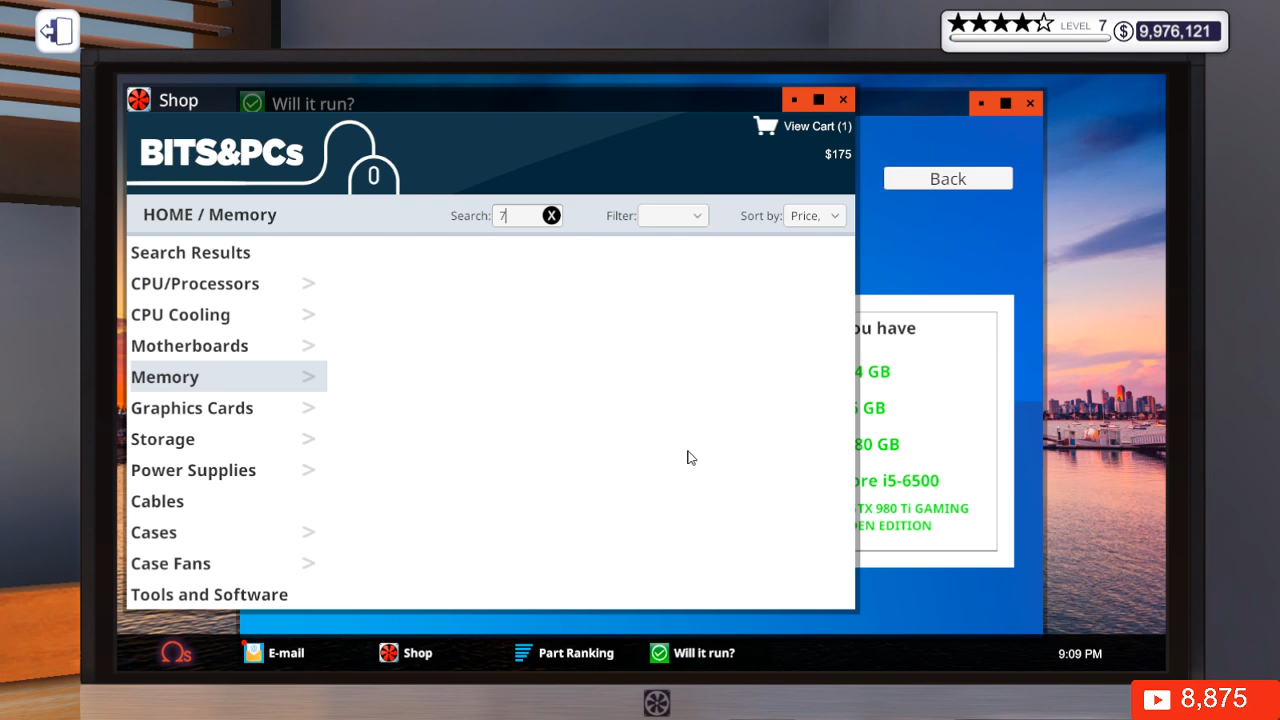 LEVEL 7
$ 9,976,121
Shop
Will it run?
BITS&PCs
View Cart (1)
$175
Back
HOME / Memory
Search: 7
X
Filter:
Sort by: Price,
Search Results
CPU/Processors >
CPU Cooling >
Motherboards >
Memory >
Graphics Cards >
Storage >
Power Supplies >
Cables
Cases >
Case Fans >
Tools and Software
ou have
4 GB
GB
80 GB
ore i5-6500
TX 980 Ti GAMING
EN EDITION
Ωs
E-mail
Shop
Part Ranking
Will it run?
9:09 PM
8,875